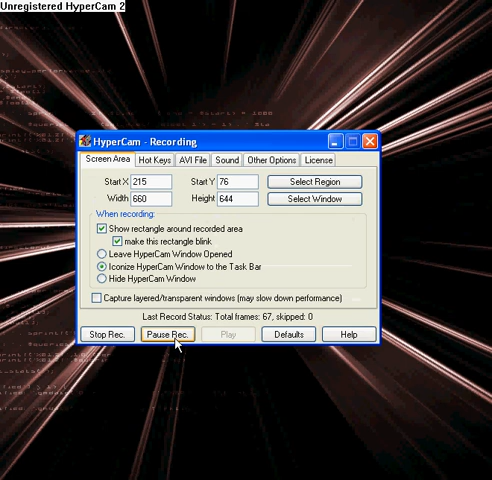 Unregistered HyperCam 2
HyperCam - Recording
Screen Area Hot Keys AVI File Sound Other Options License
Start X 215 Start Y 76 Select Region
Width 660 Height 644 Select Window
When recording:
Show rectangle around recorded area
make this rectangle blink
Leave HyperCam Window Opened
Iconize HyperCam Window to the Task Bar
Hide HyperCam Window
Capture layered/transparent windows (may slow down performance)
Last Record Status: Total frames: 67, skipped: 0
Stop Rec. Pause Rec. Play Defaults Help